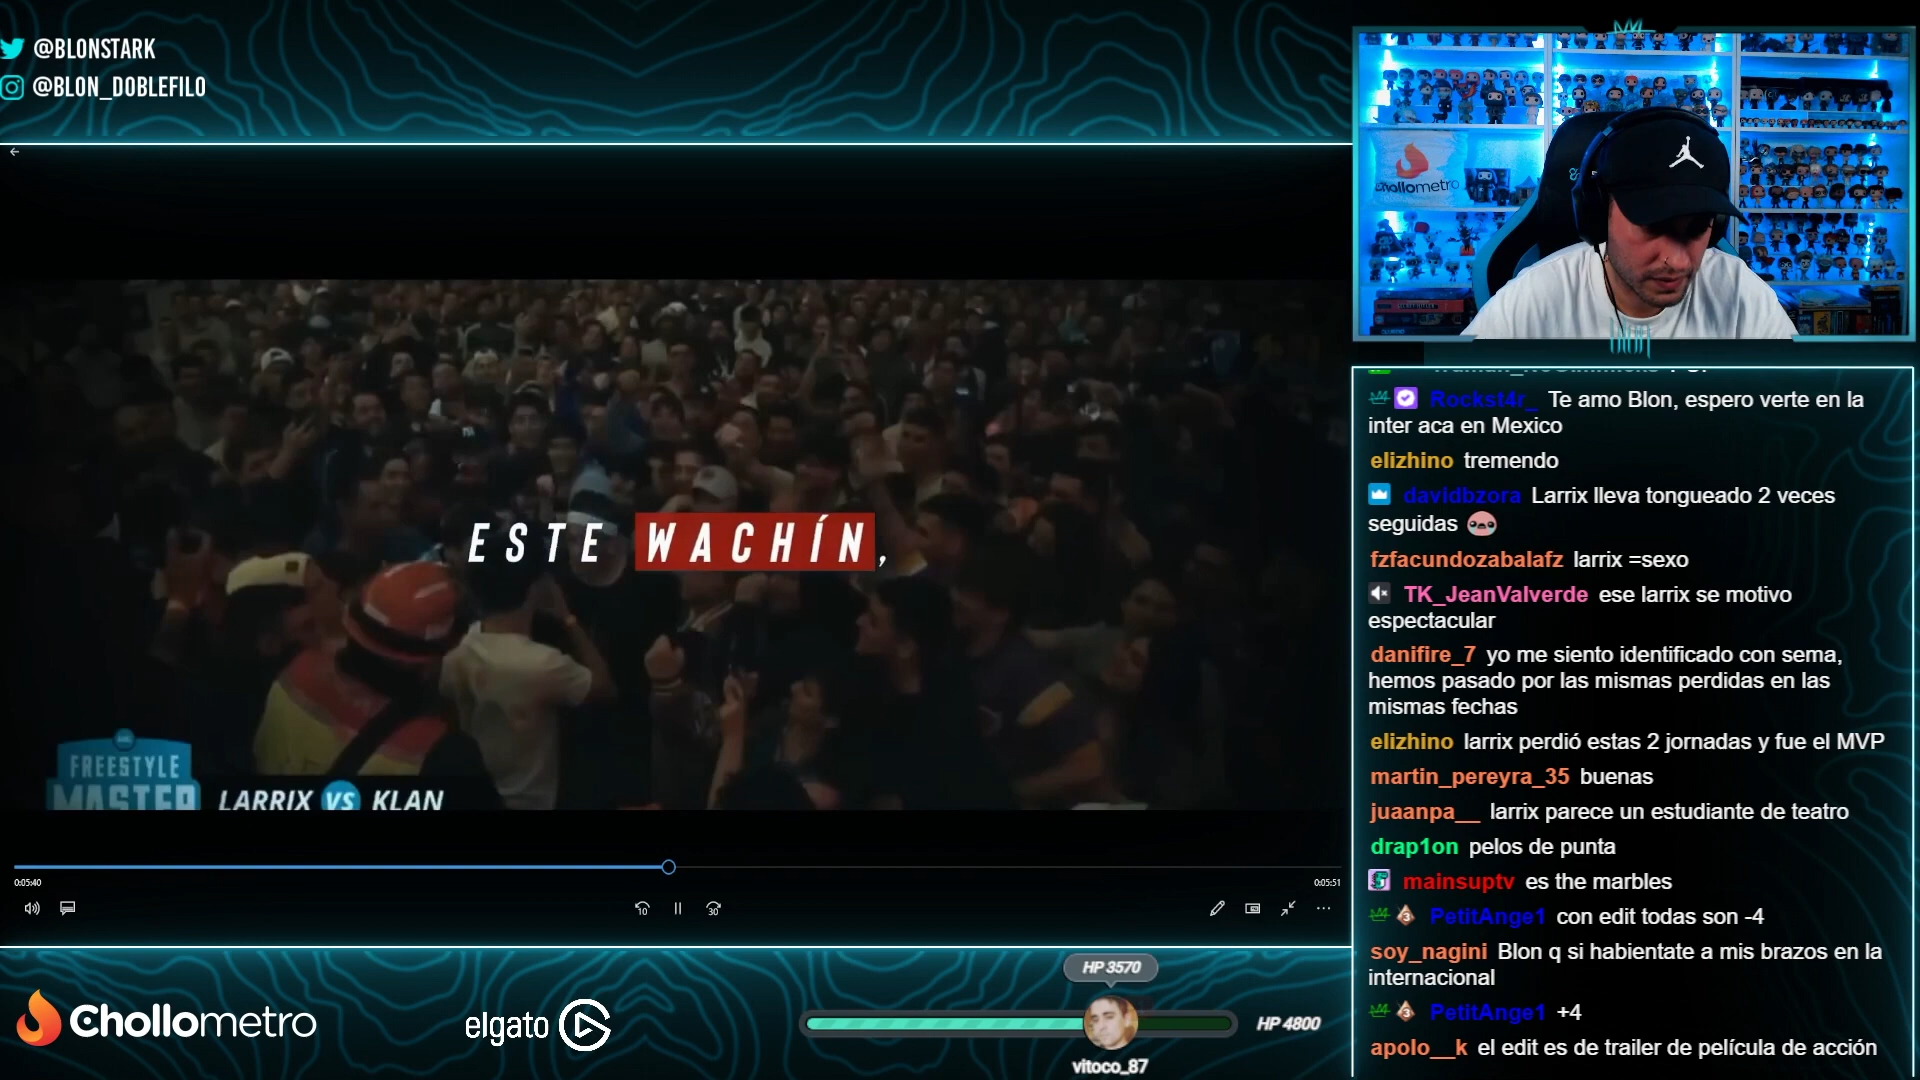 @BLONSTARK
@BLON_DOBLEFILO
chollometro
ESTE WACHÍN,
FREESTYLE
MASTER
LARRIX VS KLAN
0:05:40
0:05:51
10
30
Chollometro
elgato
HP 3570
HP 4800
vitoco_87
Rockst4r_ Te amo Blon, espero verte en la
inter aca en Mexico
elizhino tremendo
davidbzora Larrix lleva tongueado 2 veces
seguidas
fzfacundozabalafz larrix =sexo
TK_JeanValverde ese larrix se motivo
espectacular
danifire_7 yo me siento identificado con sema,
hemos pasado por las mismas perdidas en las
mismas fechas
elizhino larrix perdió estas 2 jornadas y fue el MVP
martin_pereyra_35 buenas
juaanpa__ larrix parece un estudiante de teatro
drap1on pelos de punta
mainsuptv es the marbles
3 PetitAnge1 con edit todas son -4
soy_nagini Blon q si habientate a mis brazos en la
internacional
3 PetitAnge1 +4
apolo__k el edit es de trailer de película de acción